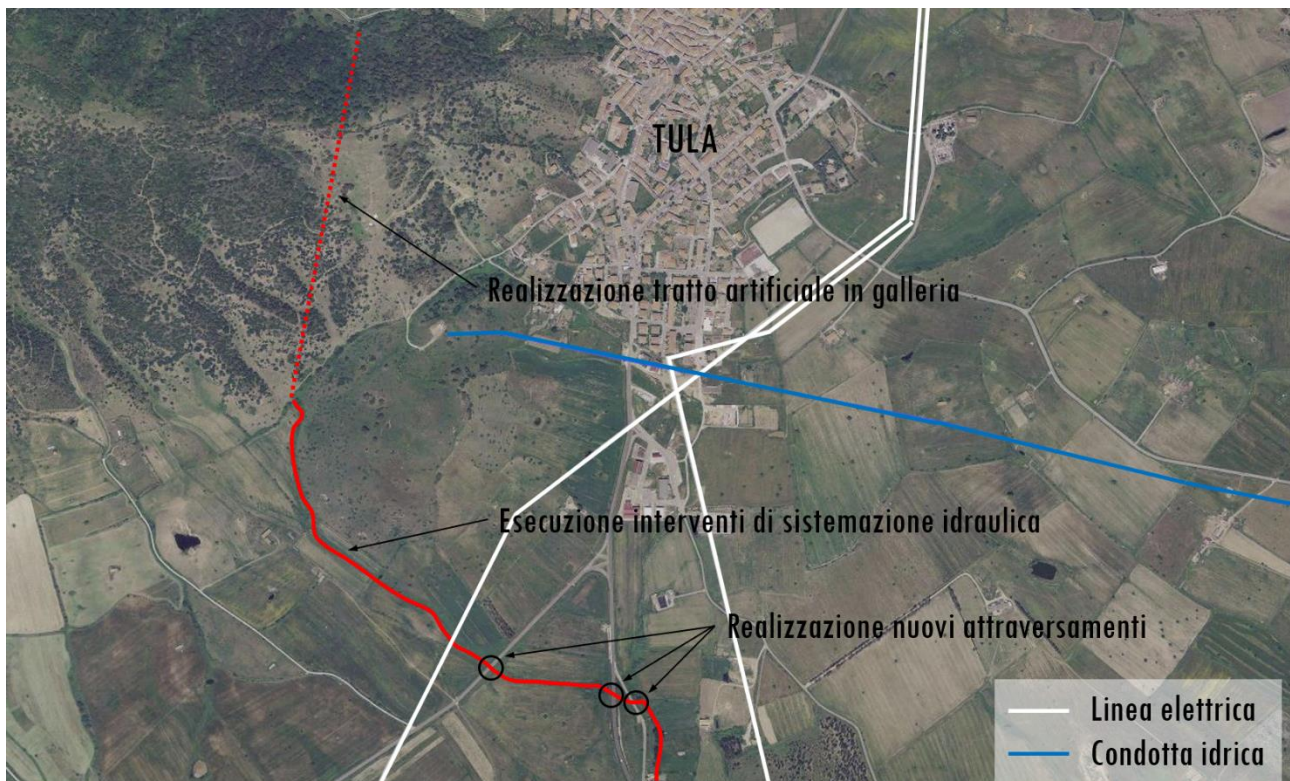 TULA
Realizzazione tratto artificiale in galleria
Esecuzione interventi di sistemazione idraulica
Realizzazione nuovi attraversamenti
Linea elettrica
Condotta idrica